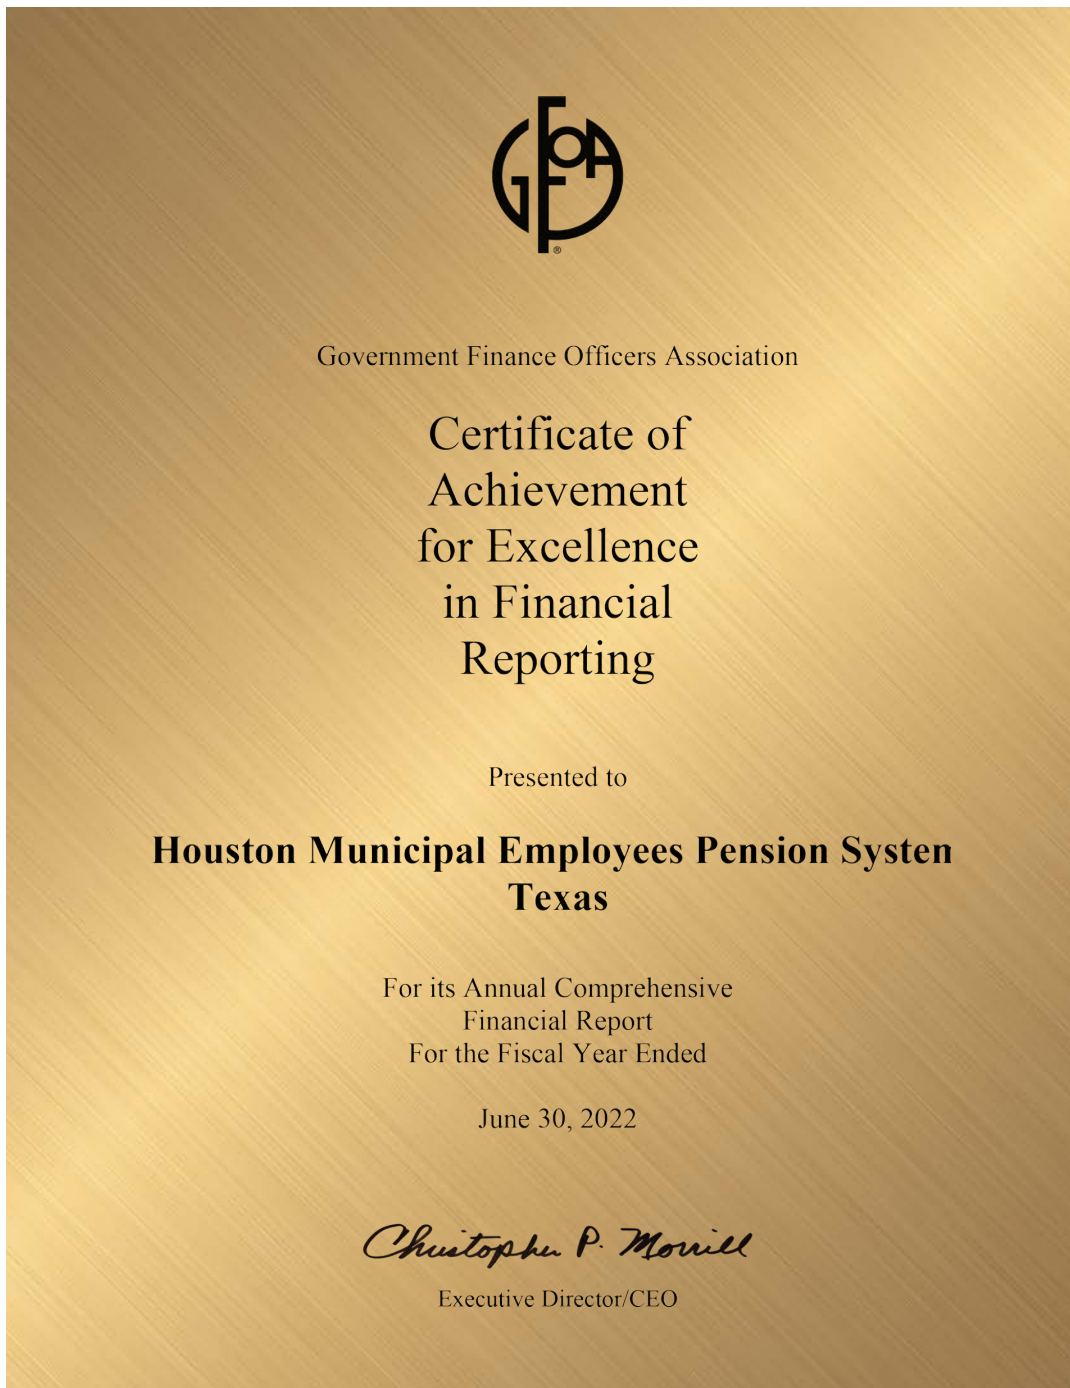 GFOA
®
Government Finance Officers Association
Certificate of
Achievement
for Excellence
in Financial
Reporting
Presented to
Houston Municipal Employees Pension Systen
Texas
For its Annual Comprehensive
Financial Report
For the Fiscal Year Ended
June 30, 2022
Christopher P. Morrill
Executive Director/CEO